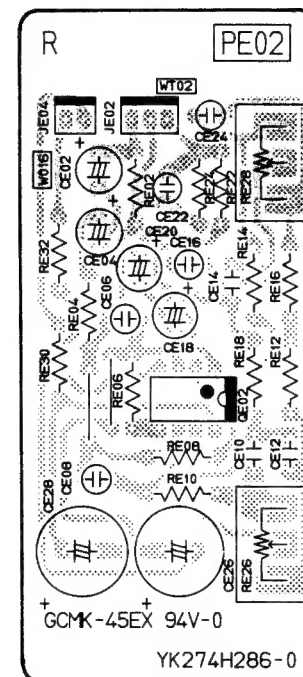 R
PE02
WT02
JE04
JE02
CE24
W016
CE02
RE02
RE24
RE22
RE28
CE22
CE20
CE16
RE32
CE04
RE14
RE16
CE06
CE14
RE04
CE18
RE30
RE06
RE18
RE12
QE02
RE08
CE10
CE12
CE28
CE08
RE10
CE26
RE26
GCMK-45EX 94V-0
YK274H286-0